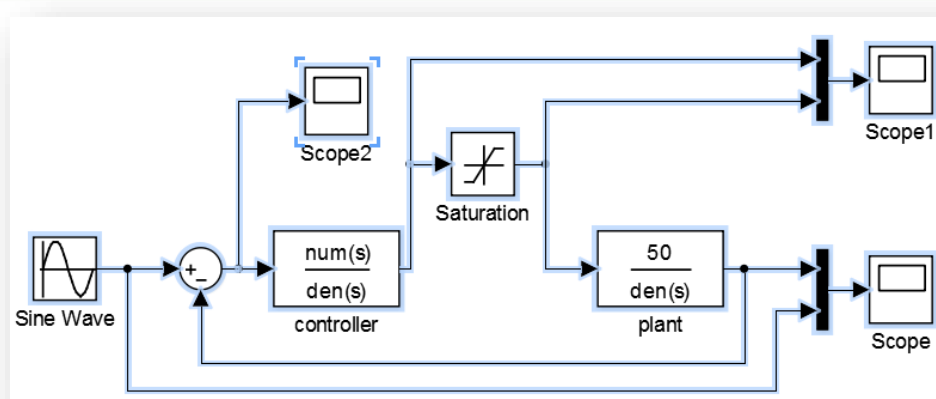 Scope2
Scope1
Saturation
Sine Wave
+
−
num(s)
den(s)
controller
50
den(s)
plant
Scope